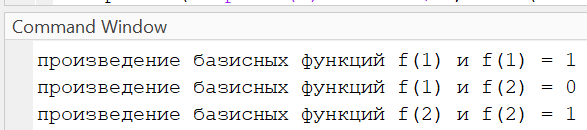 Command Window
произведение базисных функций f(1) и f(1) = 1
произведение базисных функций f(1) и f(2) = 0
произведение базисных функций f(2) и f(2) = 1